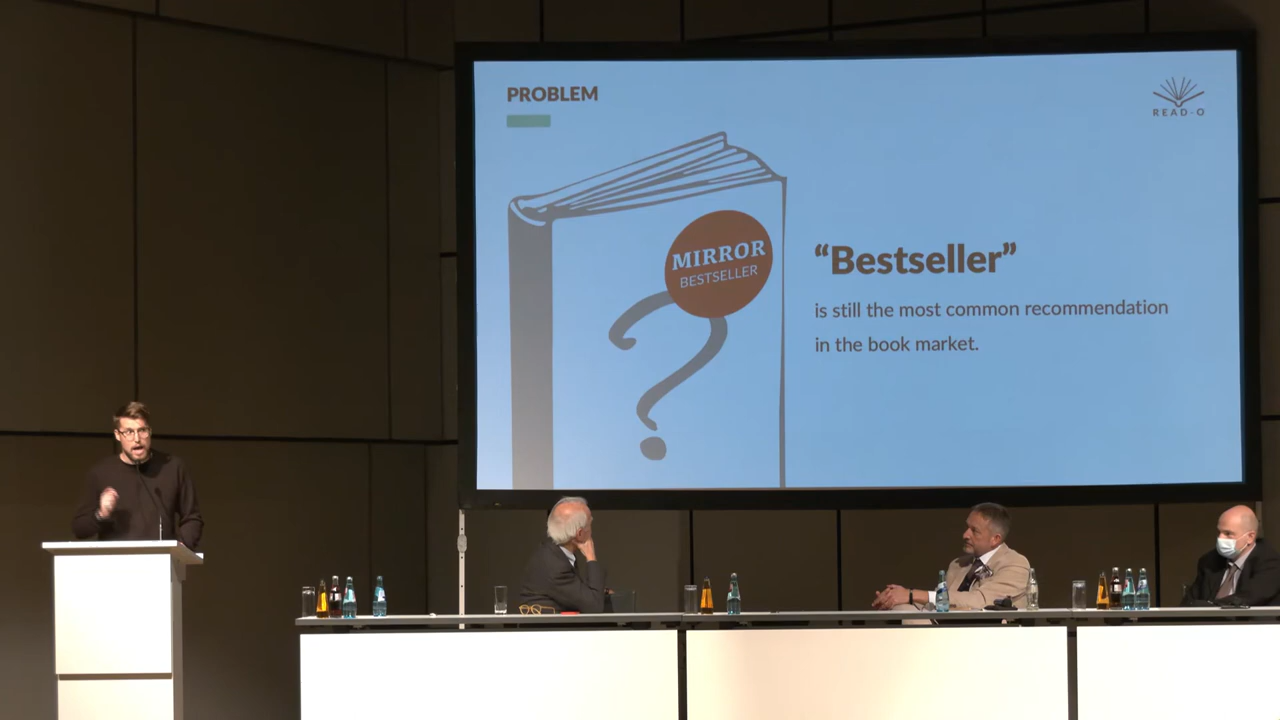 PROBLEM
READ-O
MIRROR
BESTSELLER
“Bestseller”
is still the most common recommendation
in the book market.